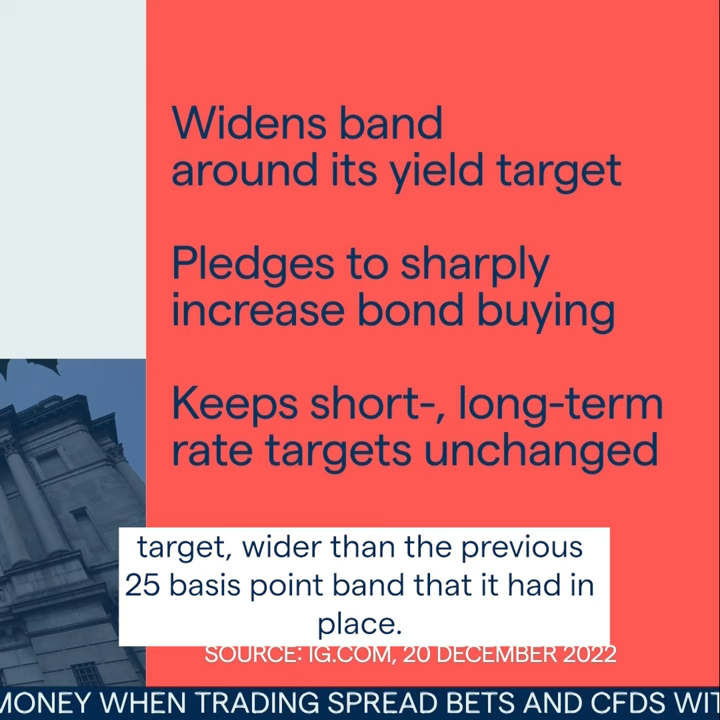 Widens band
around its yield target
Pledges to sharply
increase bond buying
Keeps short-, long-term
rate targets unchanged
target, wider than the previous
25 basis point band that it had in
place.
SOURCE: IG.COM, 20 DECEMBER 2022
MONEY WHEN TRADING SPREAD BETS AND CFDS WIT